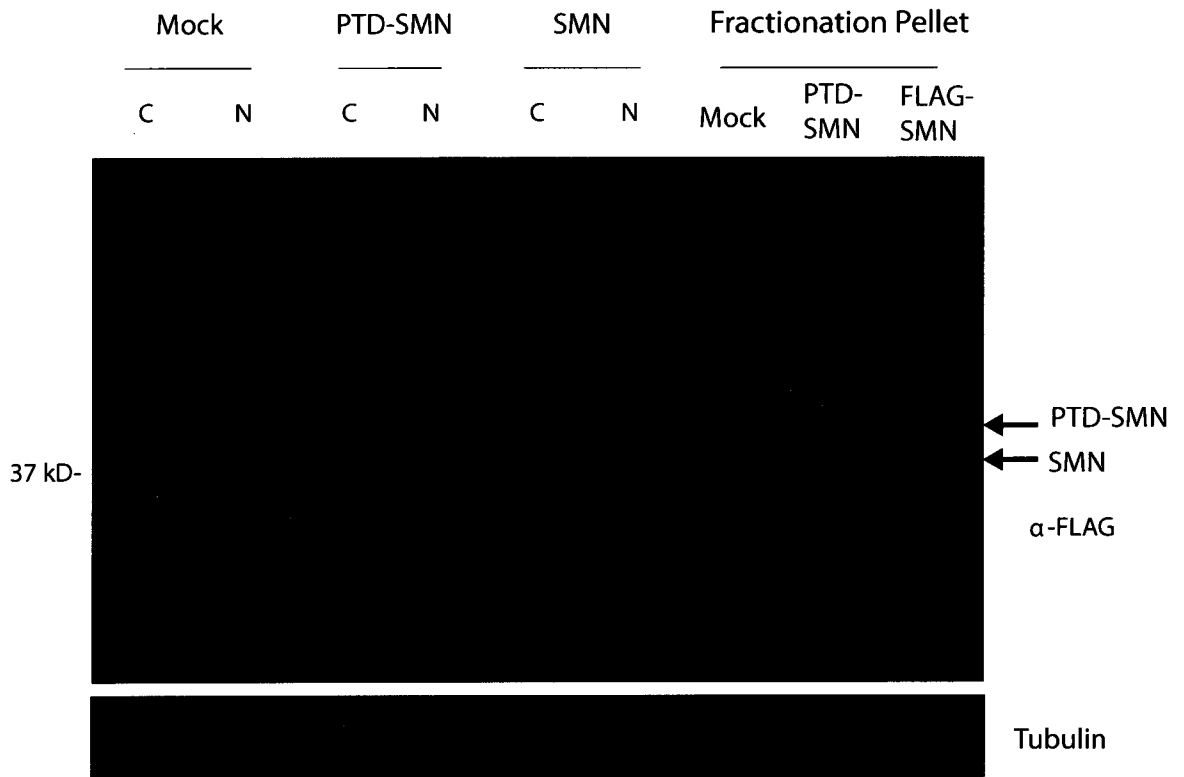 Mock PTD-SMN SMN Fractionation Pellet
C N C N C N Mock PTD-SMN FLAG-SMN
PTD-SMN
SMN
37 kD-
α-FLAG
Tubulin